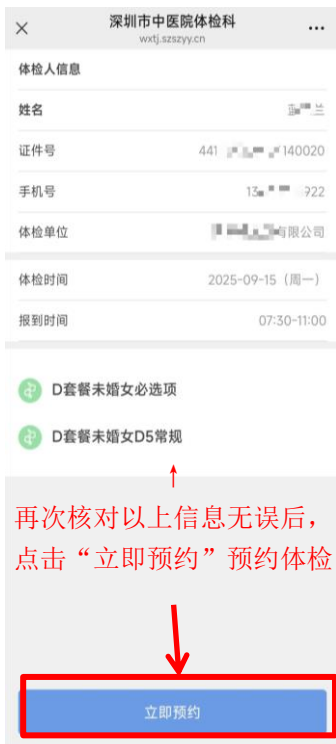 深圳市中医院体检科
wxtj.szszyy.cn
体检人信息
姓名 兰
证件号 441 140020
手机号 13 922
体检单位 有限公司
体检时间 2025-09-15（周一）
报到时间 07:30-11:00
D套餐未婚女必选项
D套餐未婚女D5常规
再次核对以上信息无误后，
点击“立即预约”预约体检
立即预约